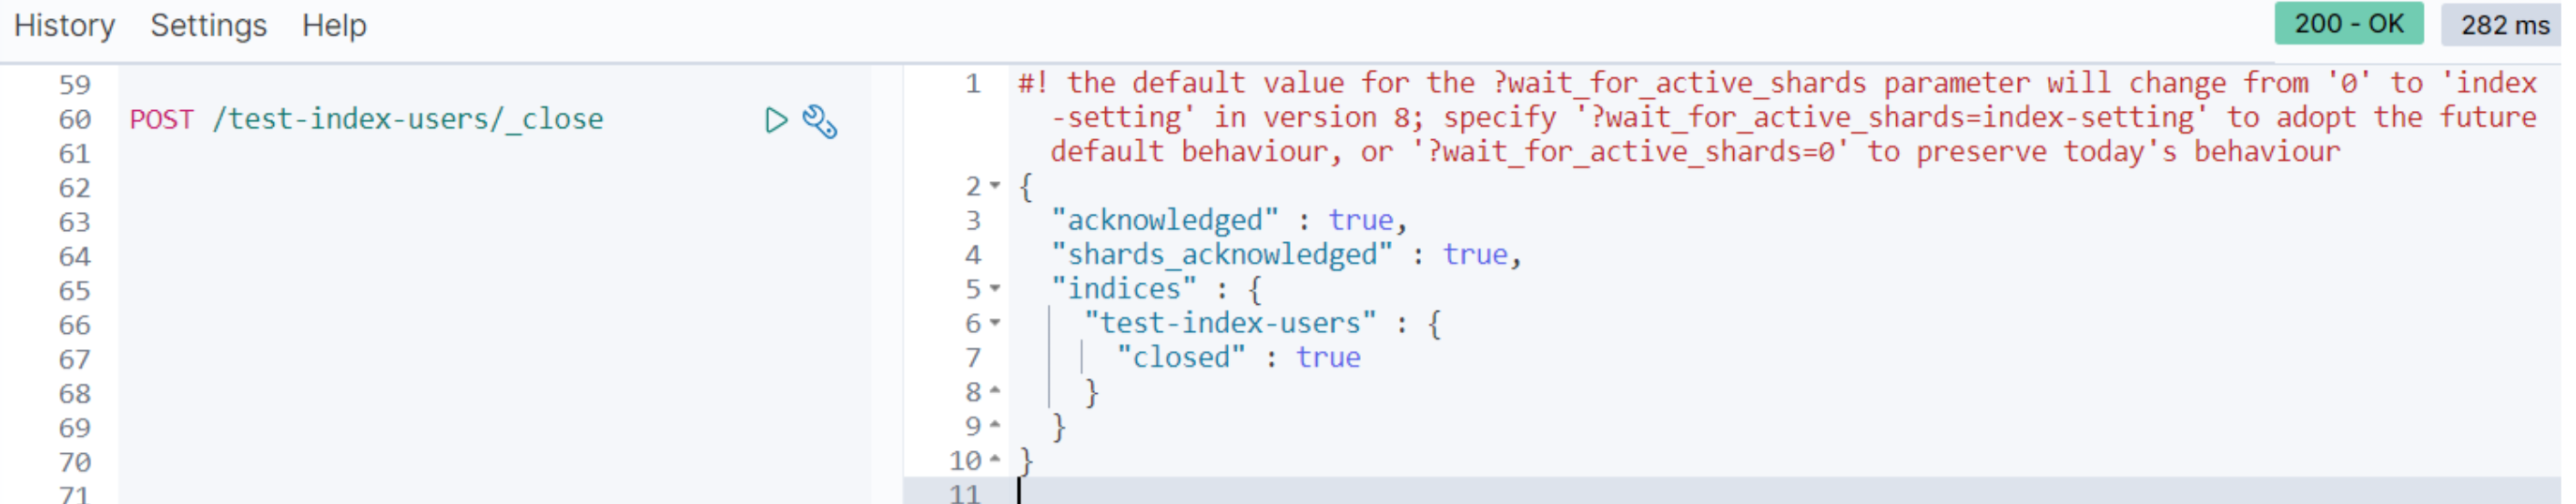 History Settings Help 200 - OK 282 ms
59
60 POST /test-index-users/_close
61
62
63
64
65
66
67
68
69
70
71
1 #! the default value for the ?wait_for_active_shards parameter will change from '0' to 'index
-setting' in version 8; specify '?wait_for_active_shards=index-setting' to adopt the future
default behaviour, or '?wait_for_active_shards=0' to preserve today's behaviour
2 {
3 "acknowledged" : true,
4 "shards_acknowledged" : true,
5 "indices" : {
6 "test-index-users" : {
7 "closed" : true
8 }
9 }
10 }
11